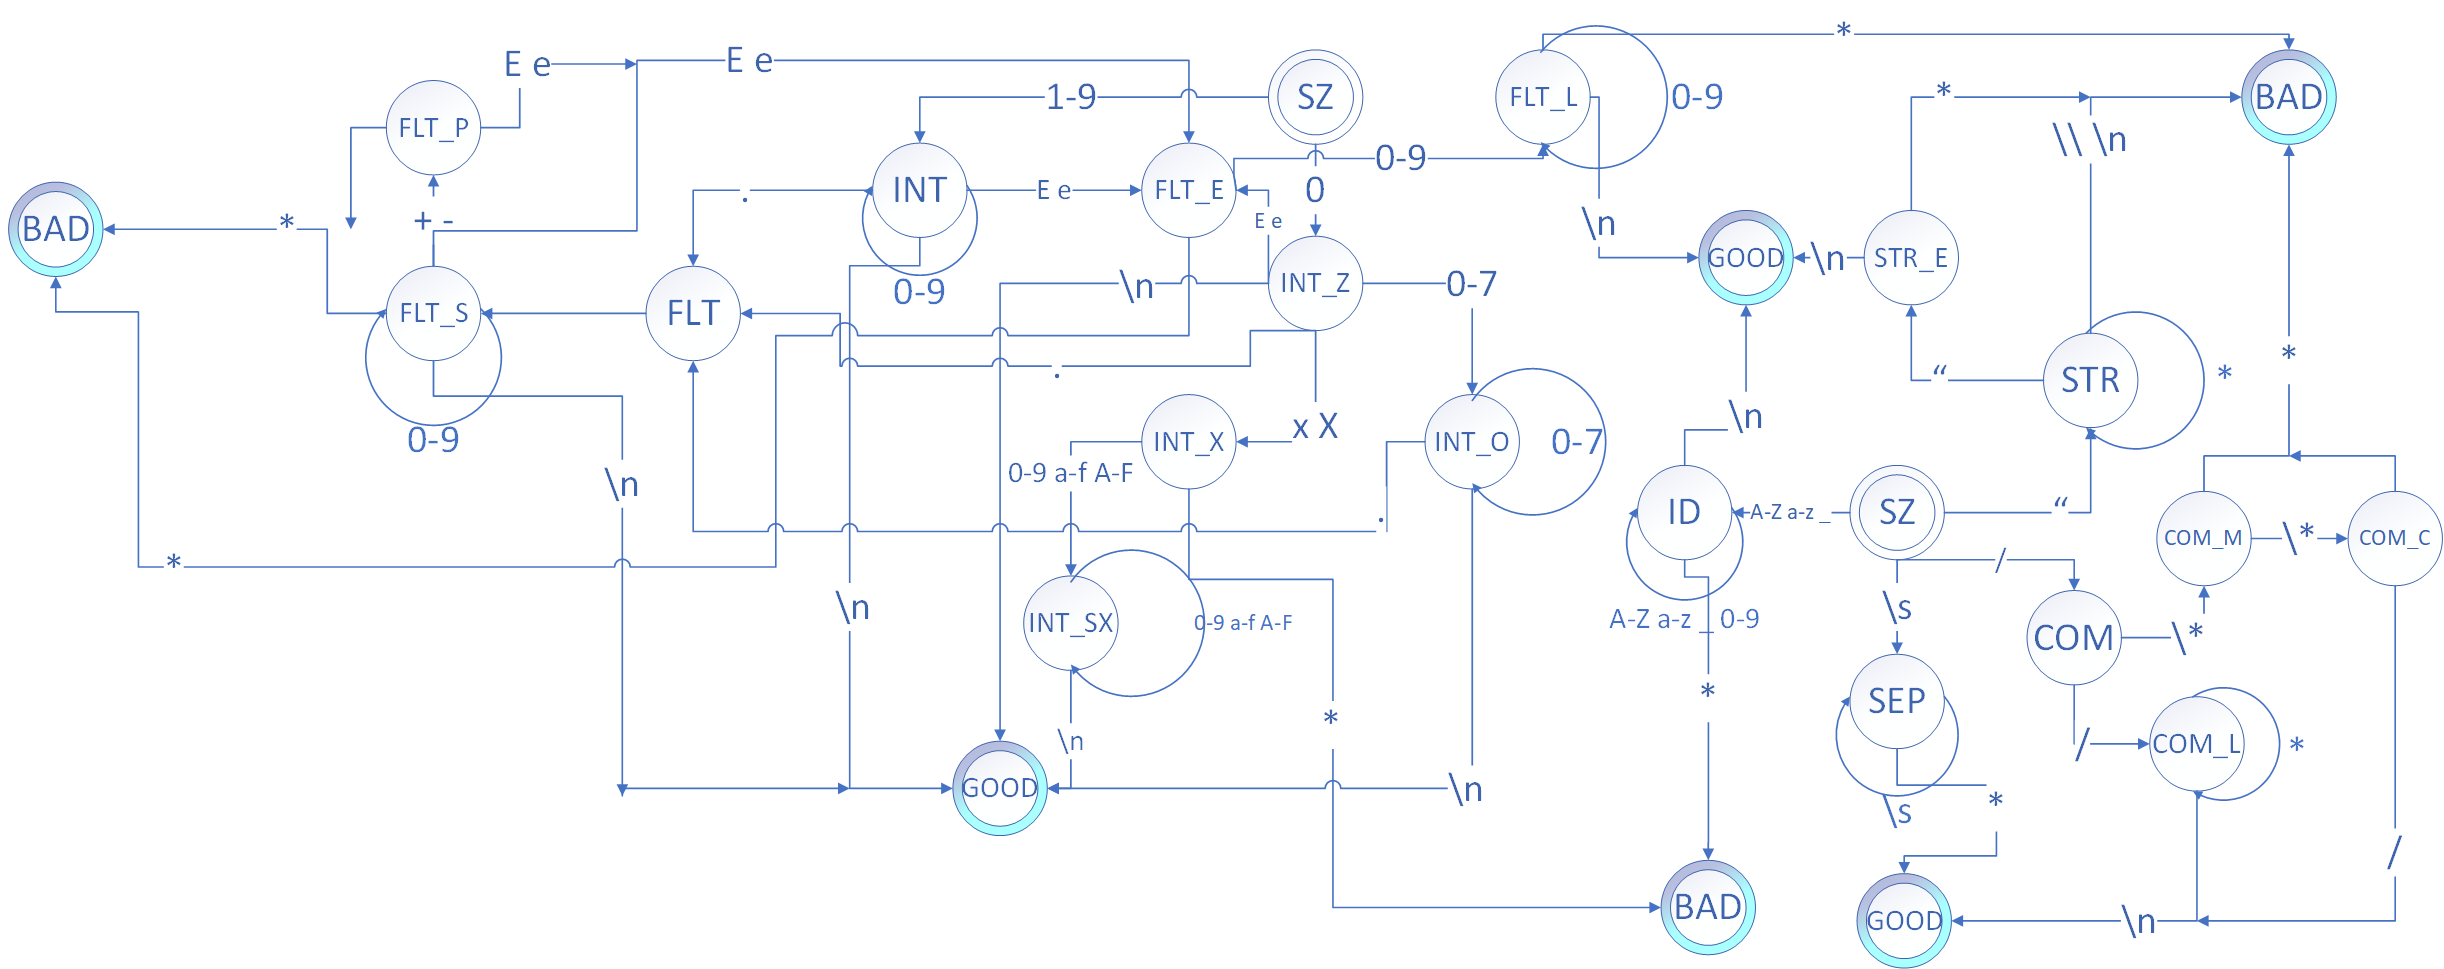 *
E e
E e
SZ
1-9
FLT_L
0-9
*
BAD
FLT_P
\\ \n
0-9
INT
E e
FLT_E
0
.
BAD
*
+ -
E e
\n
GOOD
\n
STR_E
FLT_S
0-9
\n
INT_Z
0-7
FLT
*
.
STR
*
“
0-9
x X
\n
INT_X
INT_O
0-7
0-9 a-f A-F
\n
ID
A-Z a-z _
SZ
“
.
COM_M
\*
COM_C
*
/
\n
\s
INT_SX
0-9 a-f A-F
A-Z a-z _ 0-9
COM
\*
*
SEP
*
\n
/
COM_L
*
GOOD
\n
\s
*
/
BAD
GOOD
\n